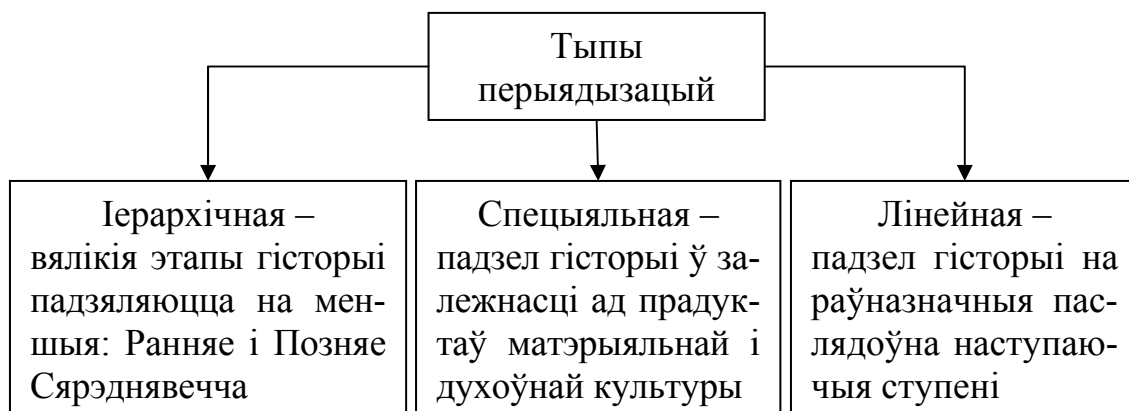 Тыпы
перыядызацый
Іерархічная –
вялікія этапы гісторыі
падзяляюцца на мен-
шыя: Ранняе і Позняе
Сярэднявечча
Спецыяльная –
падзел гісторыі ў за-
лежнасці ад прадук-
таў матэрыяльнай і
духоўнай культуры
Лінейная –
падзел гісторыі на
раўназначныя пас-
лядоўна наступаю-
чыя ступені